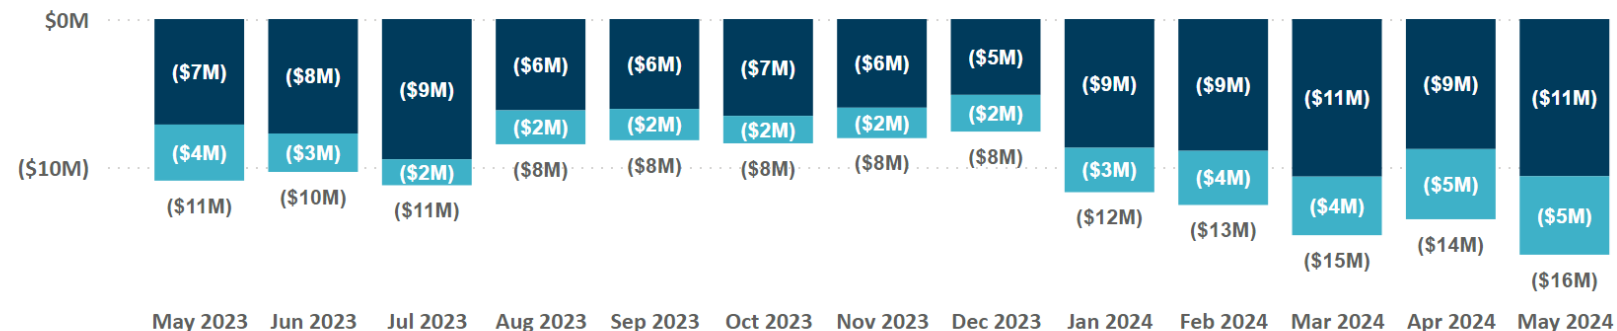 $0M
($7M) ($8M) ($9M) ($6M) ($6M) ($7M) ($6M) ($5M) ($9M) ($9M) ($11M) ($9M) ($11M)
($10M)
($4M) ($3M) ($2M) ($2M) ($2M) ($2M) ($2M) ($2M) ($3M) ($4M) ($4M) ($5M) ($5M)
($11M) ($10M) ($11M) ($8M) ($8M) ($8M) ($8M) ($8M) ($12M) ($13M) ($15M) ($14M) ($16M)
May 2023 Jun 2023 Jul 2023 Aug 2023 Sep 2023 Oct 2023 Nov 2023 Dec 2023 Jan 2024 Feb 2024 Mar 2024 Apr 2024 May 2024